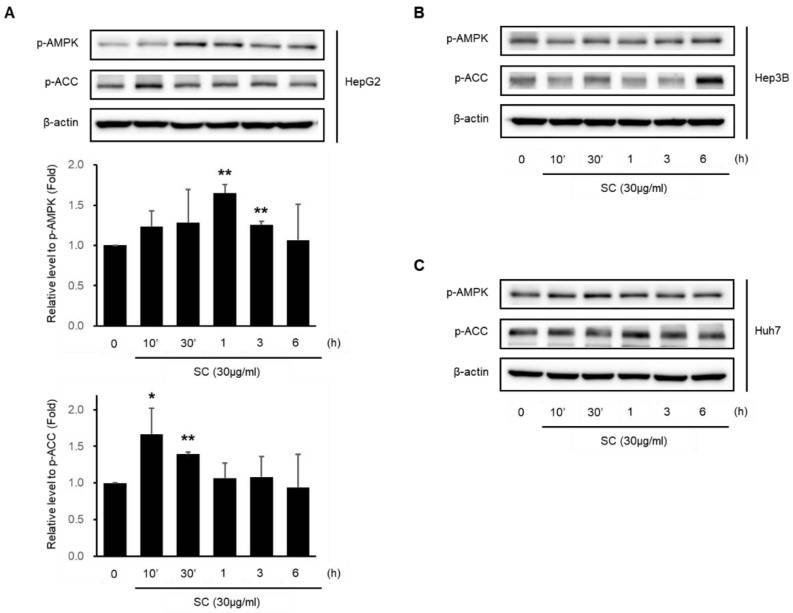 A
p-AMPK
p-ACC
β-actin
HepG2
Relative level to p-AMPK (Fold)
2.0
1.5
1.0
0.5
0.0
** **
0 10’ 30’ 1 3 6 (h)
SC (30μg/ml)
Relative level to p-ACC (Fold)
2.0
1.5
1.0
0.5
0.0
* **
0 10’ 30’ 1 3 6 (h)
SC (30μg/ml)
B
p-AMPK
p-ACC
β-actin
Hep3B
0 10’ 30’ 1 3 6 (h)
SC (30μg/ml)
C
p-AMPK
p-ACC
β-actin
Huh7
0 10’ 30’ 1 3 6 (h)
SC (30μg/ml)